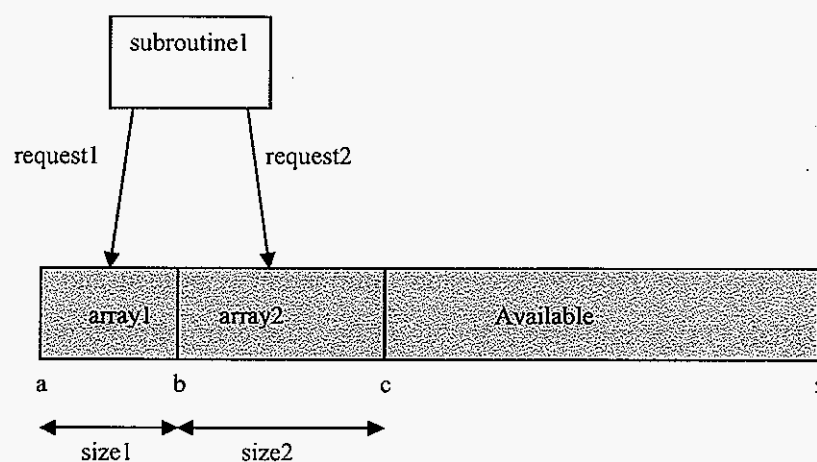 subroutine1
request1 request2
array1 array2 Available
a b c
size1 size2